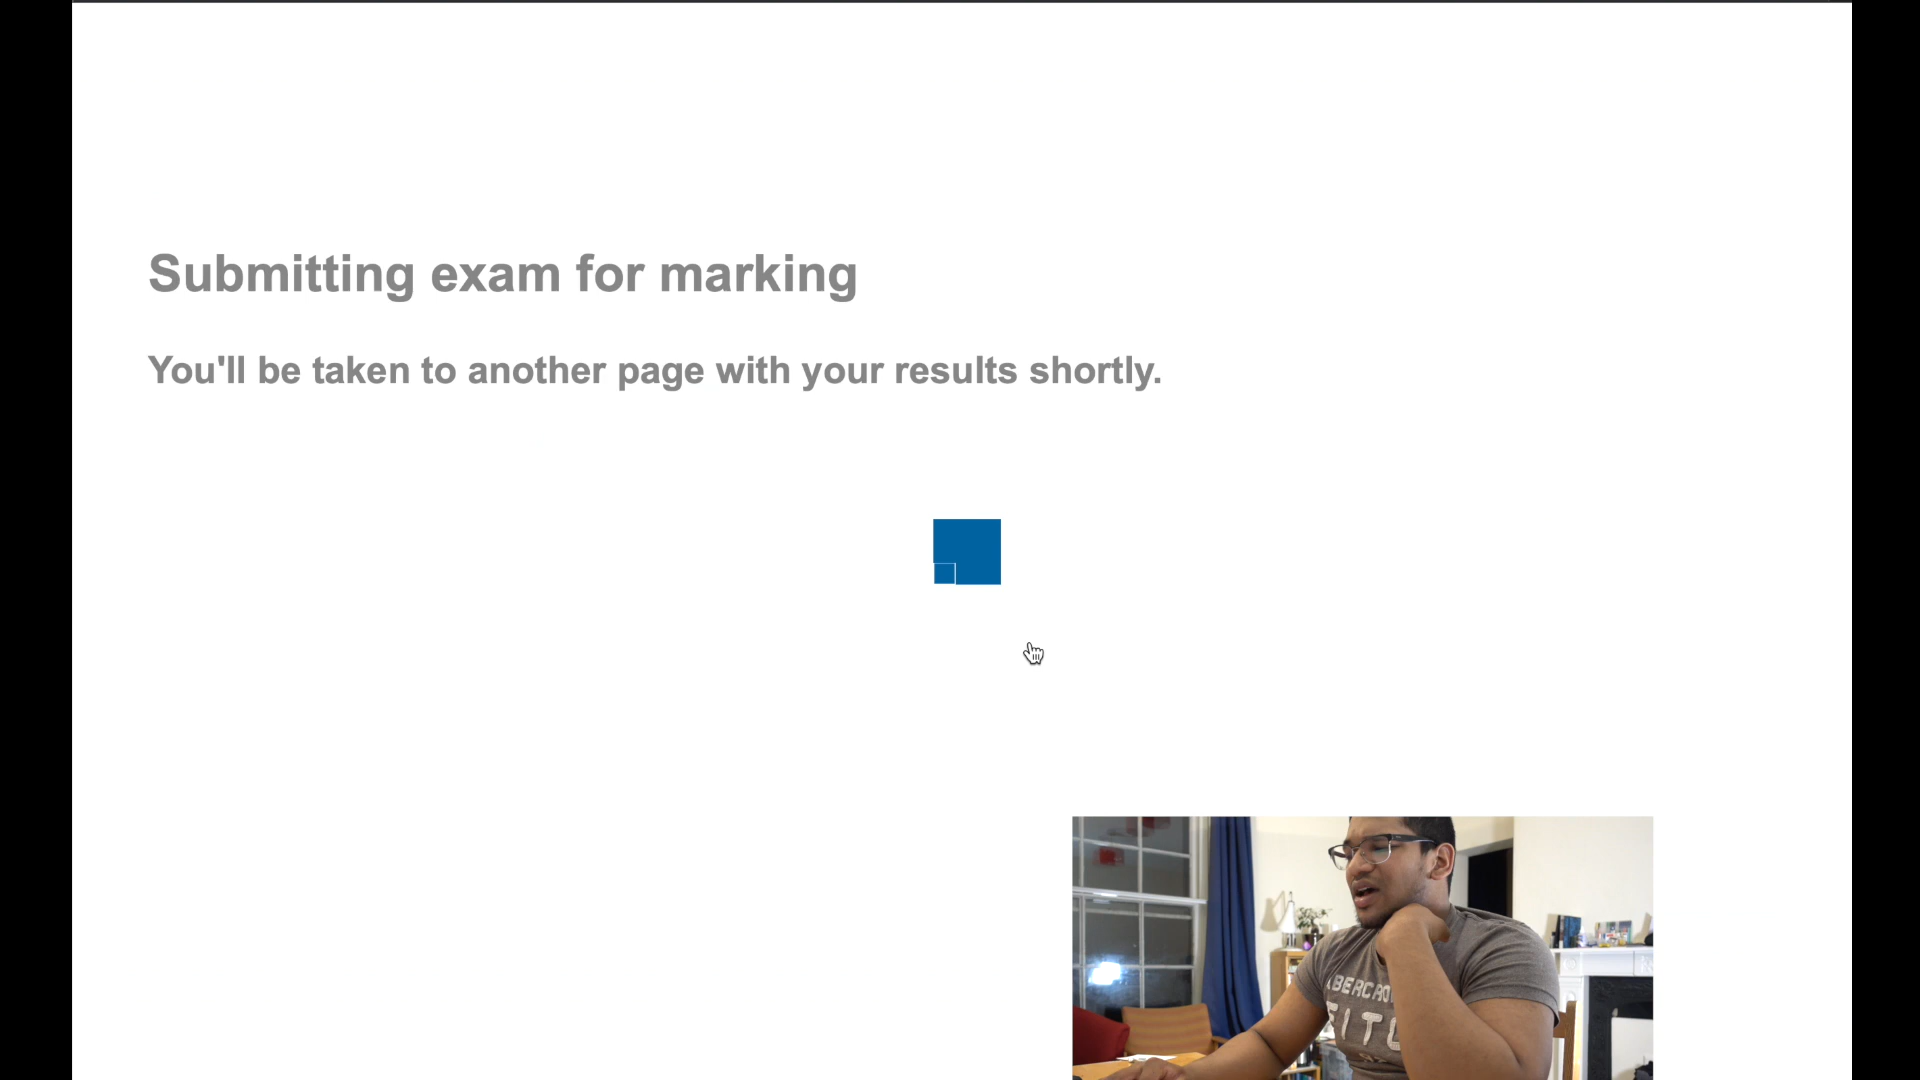 Submitting exam for marking
You'll be taken to another page with your results shortly.